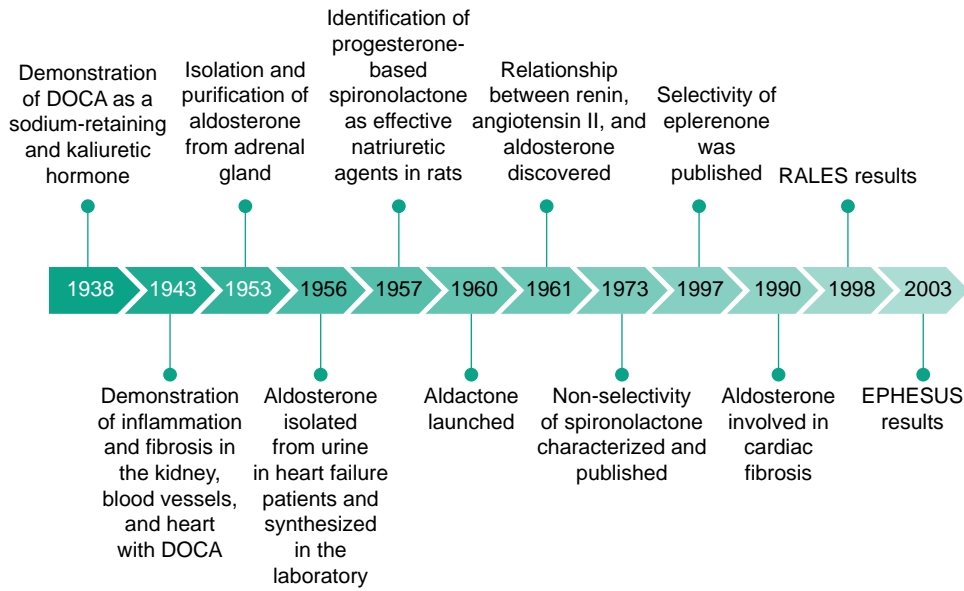 Demonstration
of DOCA as a
sodium-retaining
and kaliuretic
hormone
Isolation and
purification of
aldosterone
from adrenal
gland
Identification of
progesterone-
based
spironolactone
as effective
natriuretic
agents in rats
Relationship
between renin,
angiotensin II, and
aldosterone
discovered
Selectivity of
eplerenone
was
published
RALES results
1938
1943
1953
1956
1957
1960
1961
1973
1997
1990
1998
2003
Demonstration
of inflammation
and fibrosis in
the kidney,
blood vessels,
and heart
with DOCA
Aldosterone
isolated
from urine
in heart failure
patients and
synthesized
in the
laboratory
Aldactone
launched
Non-selectivity
of spironolactone
characterized and
published
Aldosterone
involved in
cardiac
fibrosis
EPHESUS
results